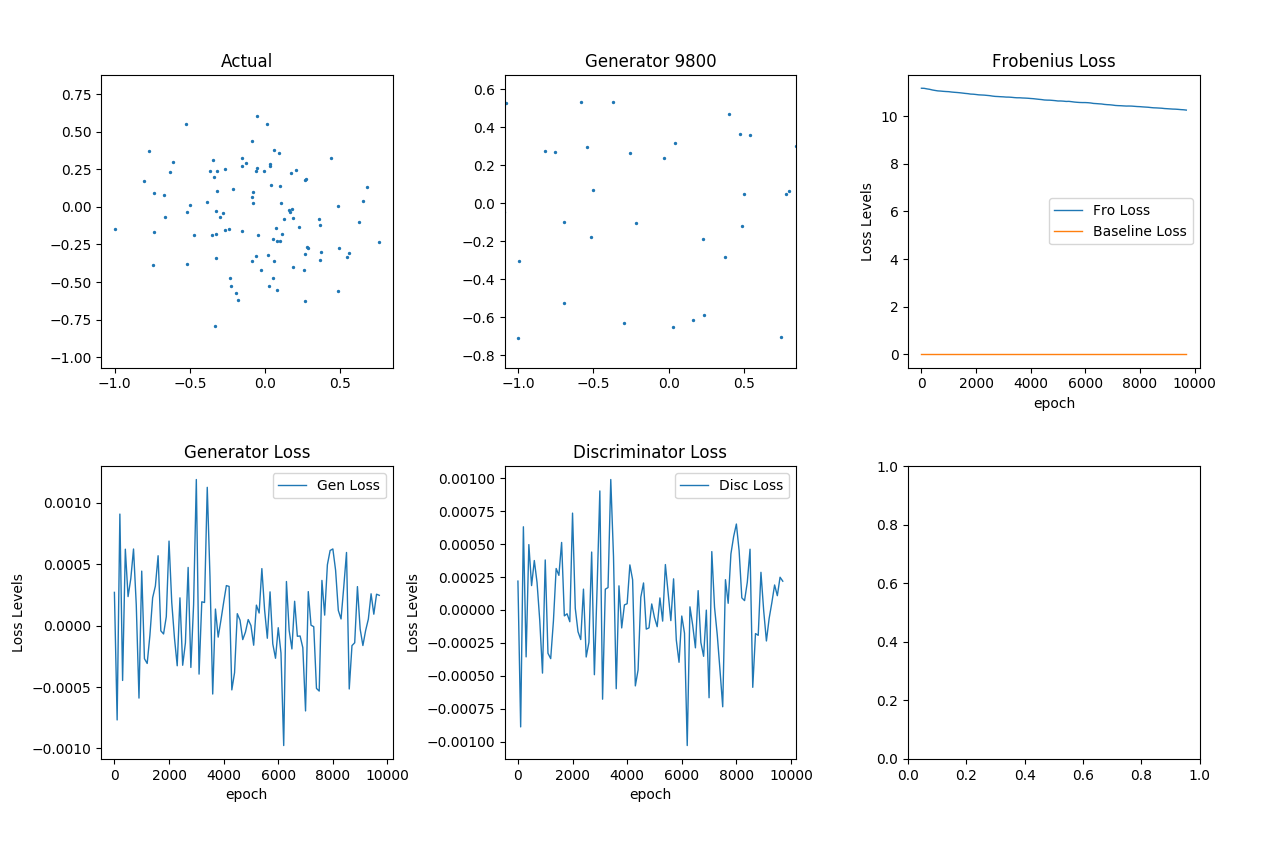 Actual
0.75
0.50
0.25
0.00
−0.25
−0.50
−0.75
−1.00
−1.0 −0.5 0.0 0.5
Generator 9800
0.6
0.4
0.2
0.0
−0.2
−0.4
−0.6
−0.8
−1.0 −0.5 0.0 0.5
Frobenius Loss
Loss Levels
10
8
6
4
2
0
Fro Loss
Baseline Loss
0 2000 4000 6000 8000 10000
epoch
Generator Loss
Loss Levels
0.0010
0.0005
0.0000
−0.0005
−0.0010
Gen Loss
0 2000 4000 6000 8000 10000
epoch
Discriminator Loss
Loss Levels
0.00100
0.00075
0.00050
0.00025
0.00000
−0.00025
−0.00050
−0.00075
−0.00100
Disc Loss
0 2000 4000 6000 8000 10000
epoch
1.0
0.8
0.6
0.4
0.2
0.0
0.0 0.2 0.4 0.6 0.8 1.0